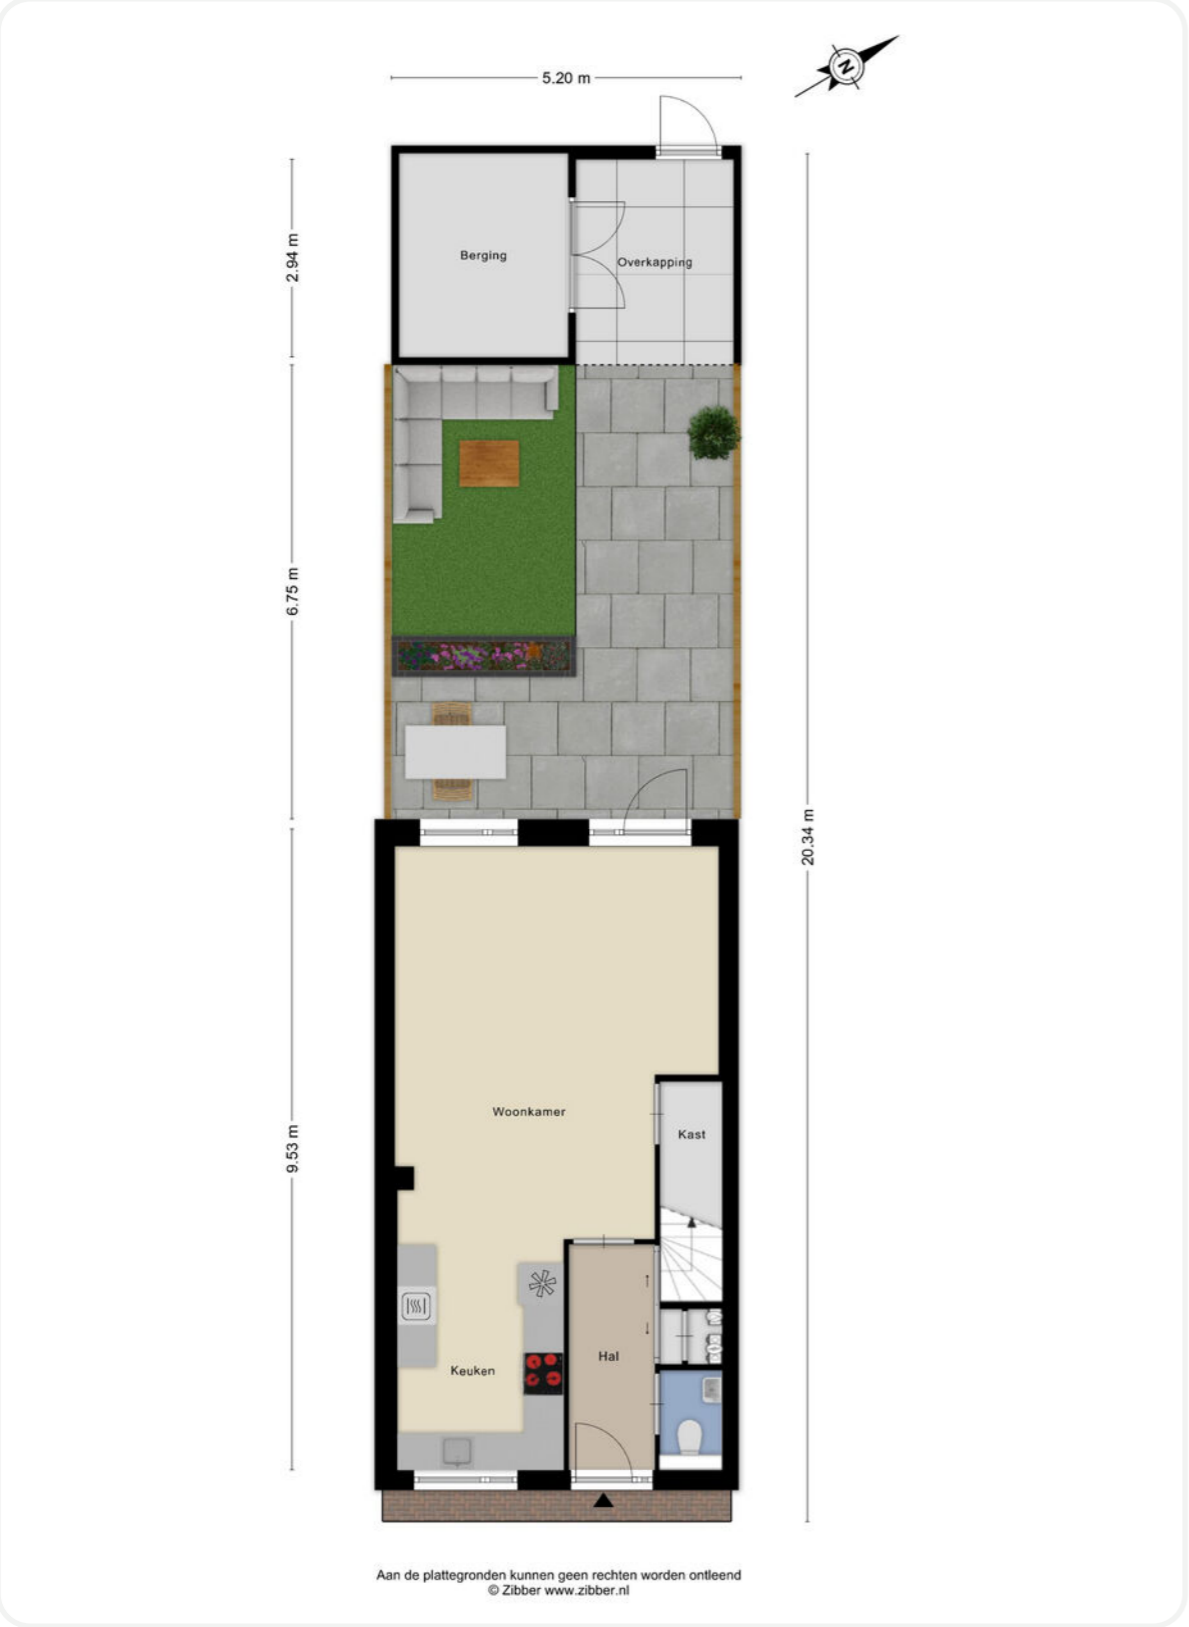 N
5.20 m
2.94 m
Berging
Overkapping
6.75 m
20.34 m
Woonkamer
Kast
9.53 m
Hal
Keuken
Aan de plattegronden kunnen geen rechten worden ontleend
© Zibber www.zibber.nl